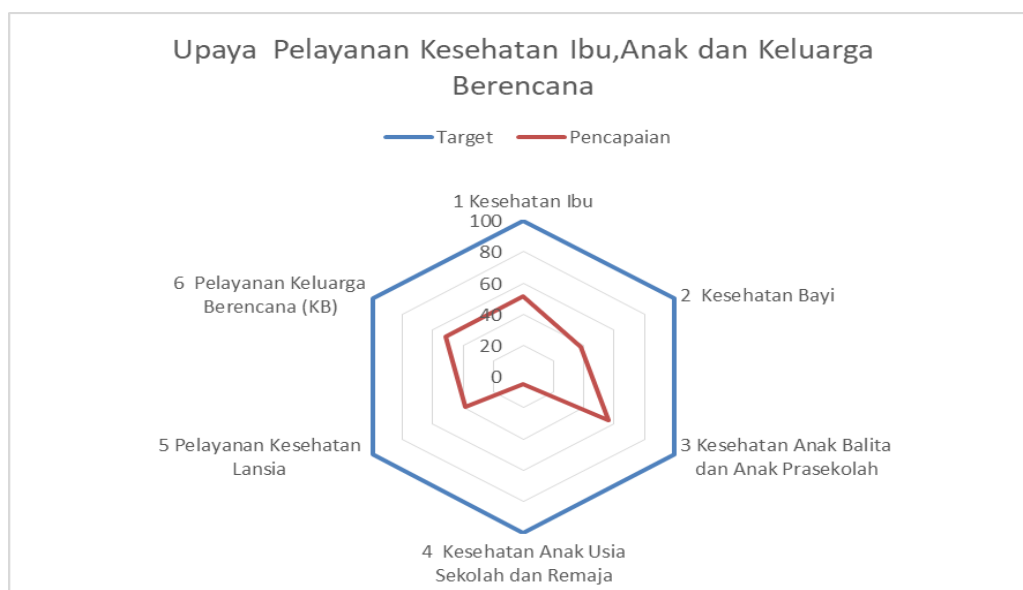 Upaya  Pelayanan Kesehatan Ibu,Anak dan Keluarga
Berencana
Target
Pencapaian
1 Kesehatan Ibu
100
80
60
40
20
0
2  Kesehatan Bayi
3 Kesehatan Anak Balita
dan Anak Prasekolah
4  Kesehatan Anak Usia
Sekolah dan Remaja
5 Pelayanan Kesehatan
Lansia
6  Pelayanan Keluarga
Berencana (KB)